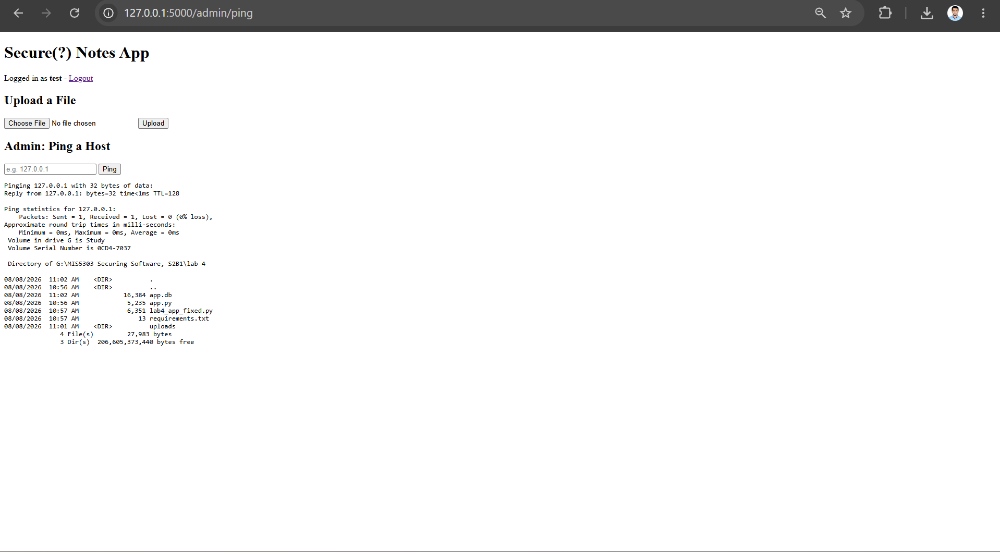 127.0.0.1:5000/admin/ping
Secure(?) Notes App
Logged in as test - Logout
Upload a File
Choose File No file chosen Upload
Admin: Ping a Host
e.g. 127.0.0.1 Ping
Pinging 127.0.0.1 with 32 bytes of data:
Reply from 127.0.0.1: bytes=32 time<1ms TTL=128
Ping statistics for 127.0.0.1:
    Packets: Sent = 1, Received = 1, Lost = 0 (0% loss),
Approximate round trip times in milli-seconds:
    Minimum = 0ms, Maximum = 0ms, Average = 0ms
 Volume in drive G is Study
 Volume Serial Number is 0CD4-7037
 Directory of G:\MIS5303 Securing Software, S2B1\lab 4
08/08/2026  11:02 AM    <DIR>          .
08/08/2026  10:56 AM    <DIR>          ..
08/08/2026  11:02 AM            16,384 app.db
08/08/2026  10:56 AM             5,235 app.py
08/08/2026  10:57 AM             6,351 lab4_app_fixed.py
08/08/2026  10:57 AM                13 requirements.txt
08/08/2026  11:01 AM    <DIR>          uploads
               4 File(s)         27,983 bytes
               3 Dir(s)  206,605,373,440 bytes free